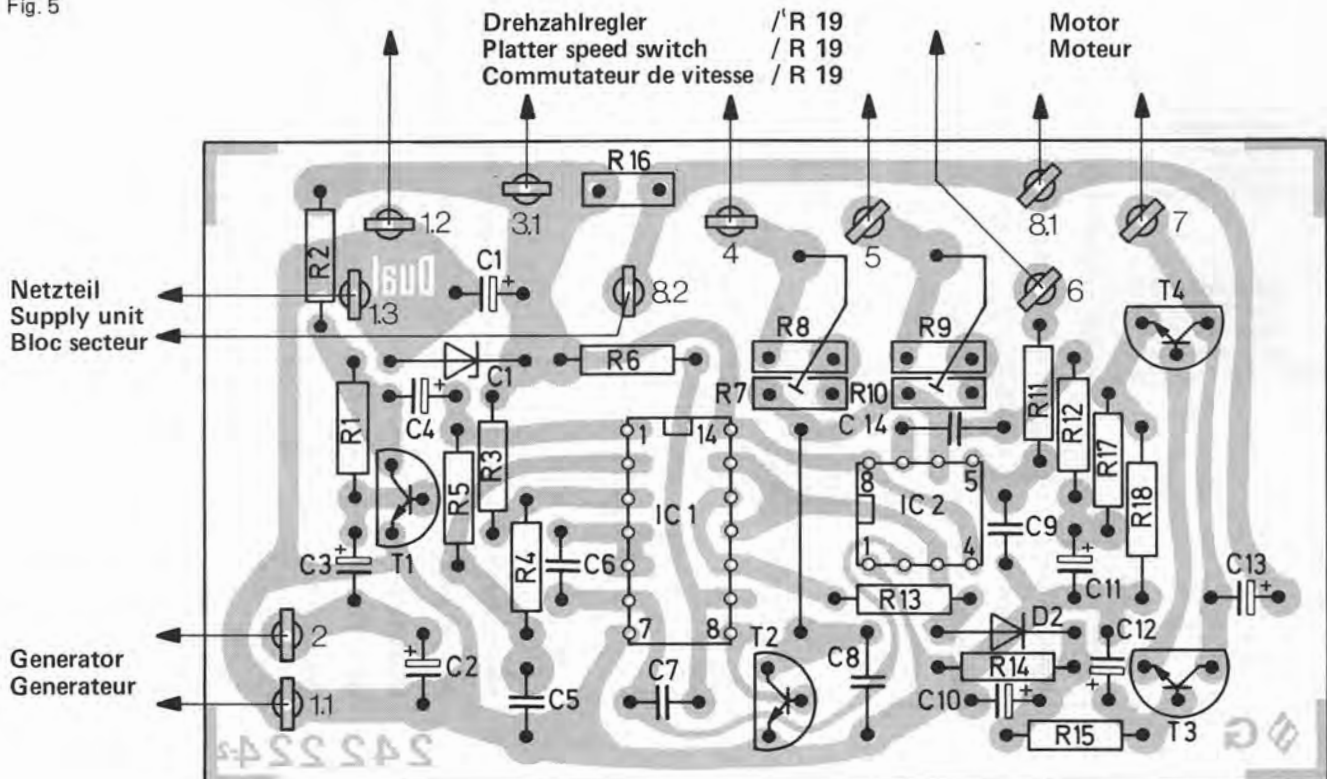 Fig. 5
Drehzahlregler / R 19
Platter speed switch / R 19
Commutateur de vitesse / R 19
Motor
Moteur
R 16
1.2
3.1
4
5
8.1
7
R2
Dual
C1
+
1.3
8.2
6
T4
Netzteil
Supply unit
Bloc secteur
C1
R6
R8
R9
R7
R10
R1
C4
+
R5
R3
1
14
IC 1
7
8
C 14
8
5
IC 2
1
4
R11
R12
R17
R18
T1
C3
+
R4
C6
C9
C11
+
C13
+
R13
2
Generator
Generateur
1.1
C2
+
C5
C7
T2
C8
D2
R14
C12
+
C10
+
R15
T3
242224-2
G